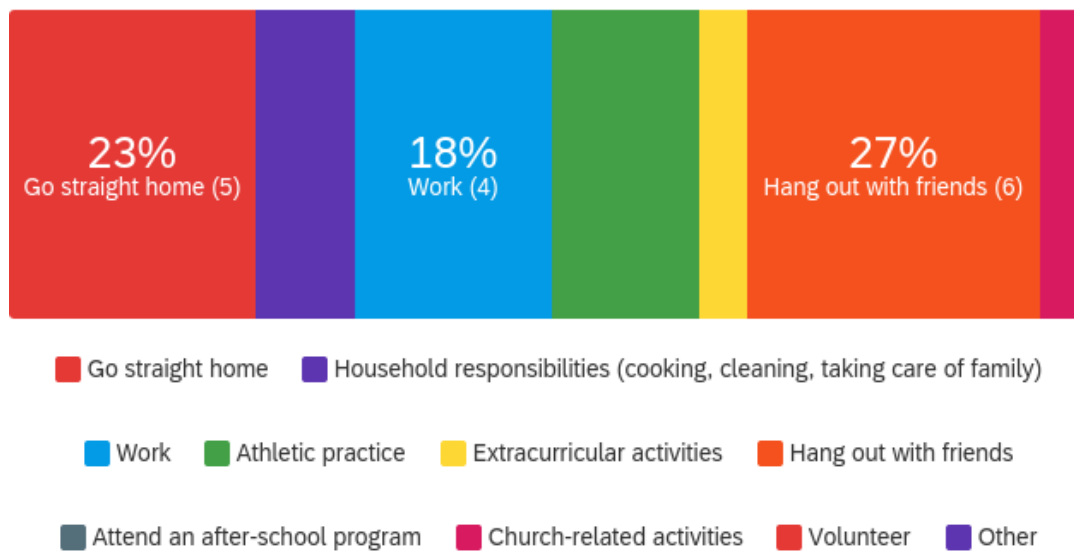 23%
Go straight home (5)
18%
Work (4)
27%
Hang out with friends (6)
Go straight home
Household responsibilities (cooking, cleaning, taking care of family)
Work
Athletic practice
Extracurricular activities
Hang out with friends
Attend an after-school program
Church-related activities
Volunteer
Other